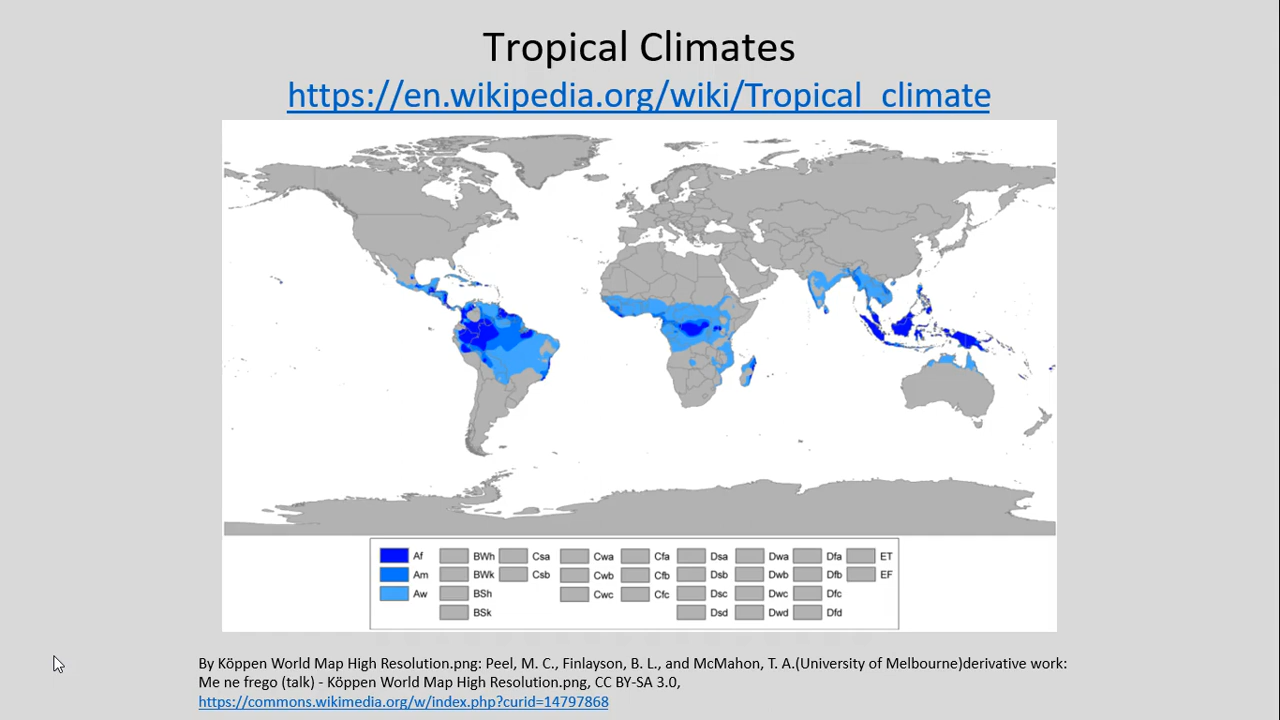 Tropical Climates
https://en.wikipedia.org/wiki/Tropical_climate
Af BWh Csa Cwa Cfa Dsa Dwa Dfa ET
Am BWk Csb Cwb Cfb Dsb Dwb Dfb EF
Aw BSh Cwc Cfc Dsc Dwc Dfc
BSk Dsd Dwd Dfd
By Köppen World Map High Resolution.png: Peel, M. C., Finlayson, B. L., and McMahon, T. A.(University of Melbourne)derivative work:
Me ne frego (talk) - Köppen World Map High Resolution.png, CC BY-SA 3.0,
https://commons.wikimedia.org/w/index.php?curid=14797868